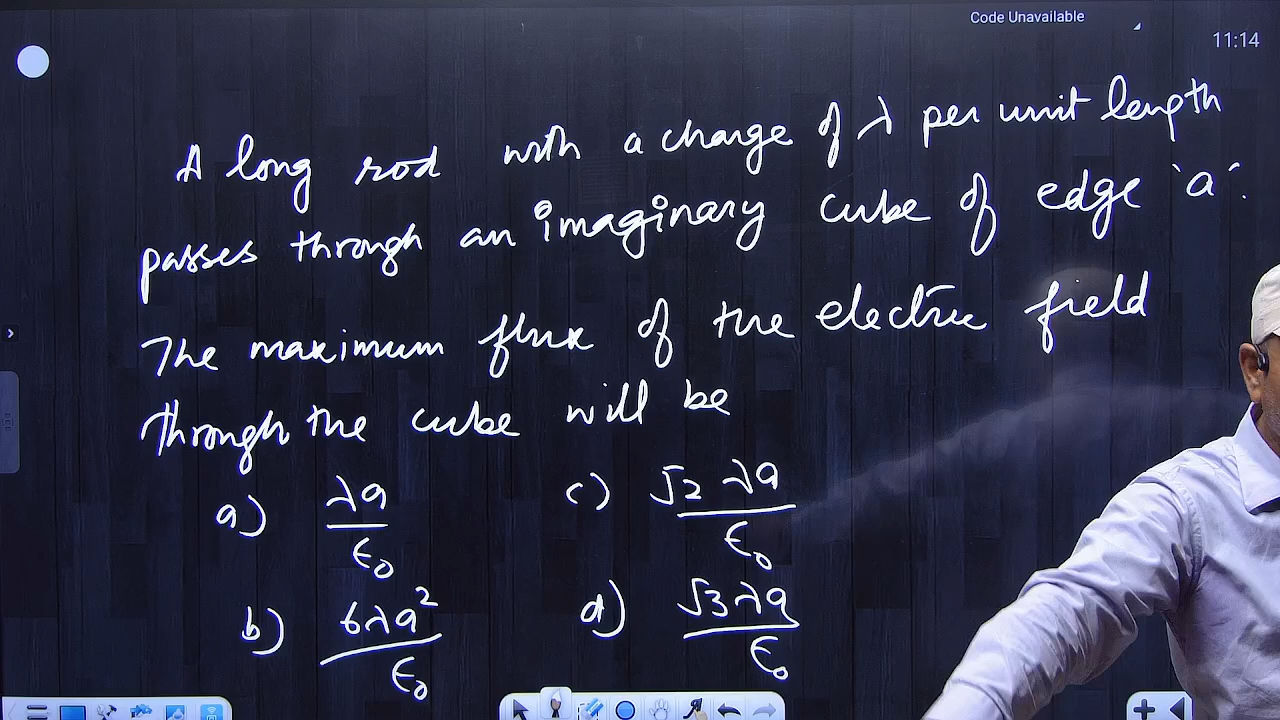 Code Unavailable
11:14
A long rod with a charge of λ per unit length
passes through an imaginary cube of edge 'a'.
The maximum flux of the electric field
through the cube will be
a) λa/ε₀
c) √2 λa/ε₀
b) 6λa²/ε₀
d) √3 λa/ε₀